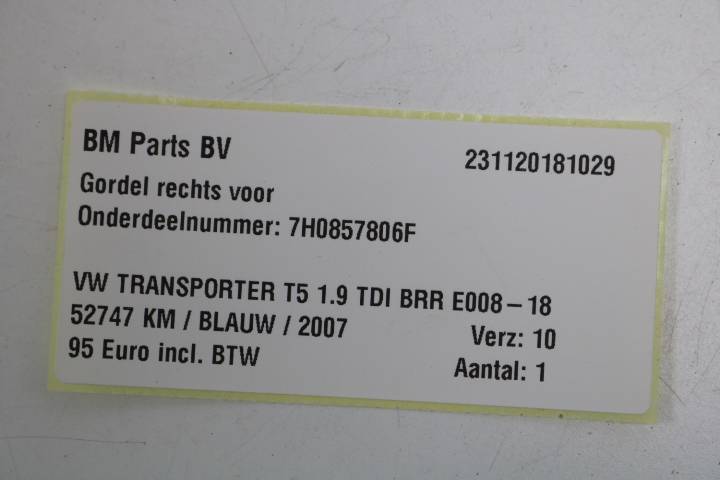 BM Parts BV 231120181029
Gordel rechts voor
Onderdeelnummer: 7H0857806F
VW TRANSPORTER T5 1.9 TDI BRR E008-18
52747 KM / BLAUW / 2007 Verz: 10
95 Euro incl. BTW Aantal: 1